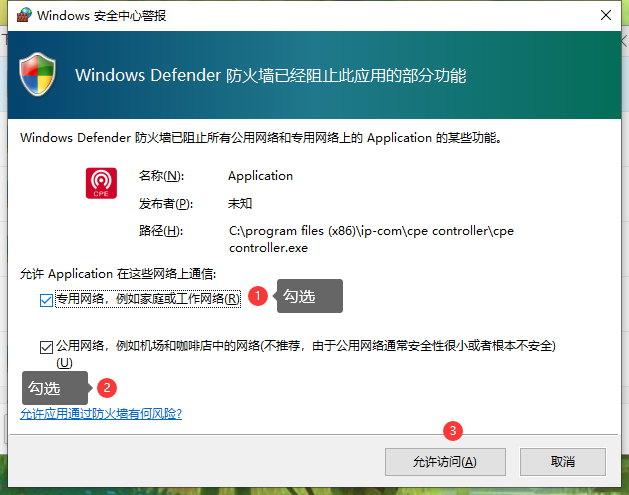 Windows 安全中心警报
Windows Defender 防火墙已经阻止此应用的部分功能
Windows Defender 防火墙已阻止所有公用网络和专用网络上的 Application 的某些功能。
CPE
名称(N): Application
发布者(P): 未知
路径(H): C:\program files (x86)\ip-com\cpe controller\cpe
controller.exe
允许 Application 在这些网络上通信:
专用网络，例如家庭或工作网络(R) 1 勾选
公用网络，例如机场和咖啡店中的网络(不推荐，由于公用网络通常安全性很小或者根本不安全)
(U)
勾选 2
允许应用通过防火墙有何风险?
3
允许访问(A) 取消